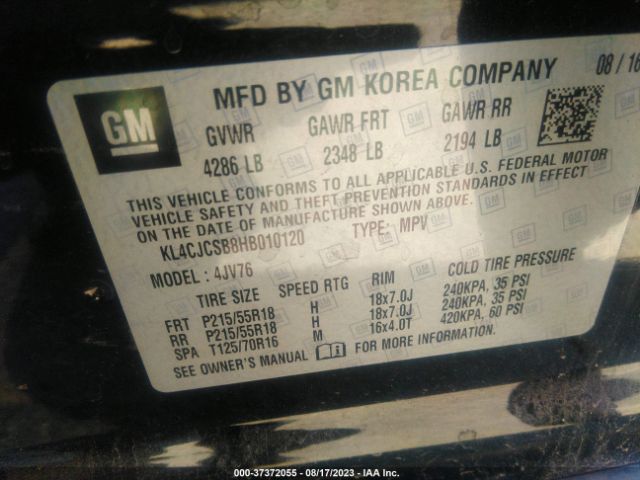 MFD BY GM KOREA COMPANY 08 / 16
GM
GVWR GAWR FRT GAWR RR
4286 LB 2348 LB 2194 LB
THIS VEHICLE CONFORMS TO ALL APPLICABLE U.S. FEDERAL MOTOR
VEHICLE SAFETY AND THEFT PREVENTION STANDARDS IN EFFECT
ON THE DATE OF MANUFACTURE SHOWN ABOVE.
KL4CJCSB8HB010120 TYPE: MPV
MODEL : 4JV76
TIRE SIZE SPEED RTG RIM COLD TIRE PRESSURE
FRT P215/55R18 H 18x7.0J 240KPA, 35 PSI
RR P215/55R18 H 18x7.0J 240KPA, 35 PSI
SPA T125/70R16 M 16x4.0T 420KPA, 60 PSI
SEE OWNER'S MANUAL FOR MORE INFORMATION.
000-37372055 - 08/17/2023 - IAA Inc.